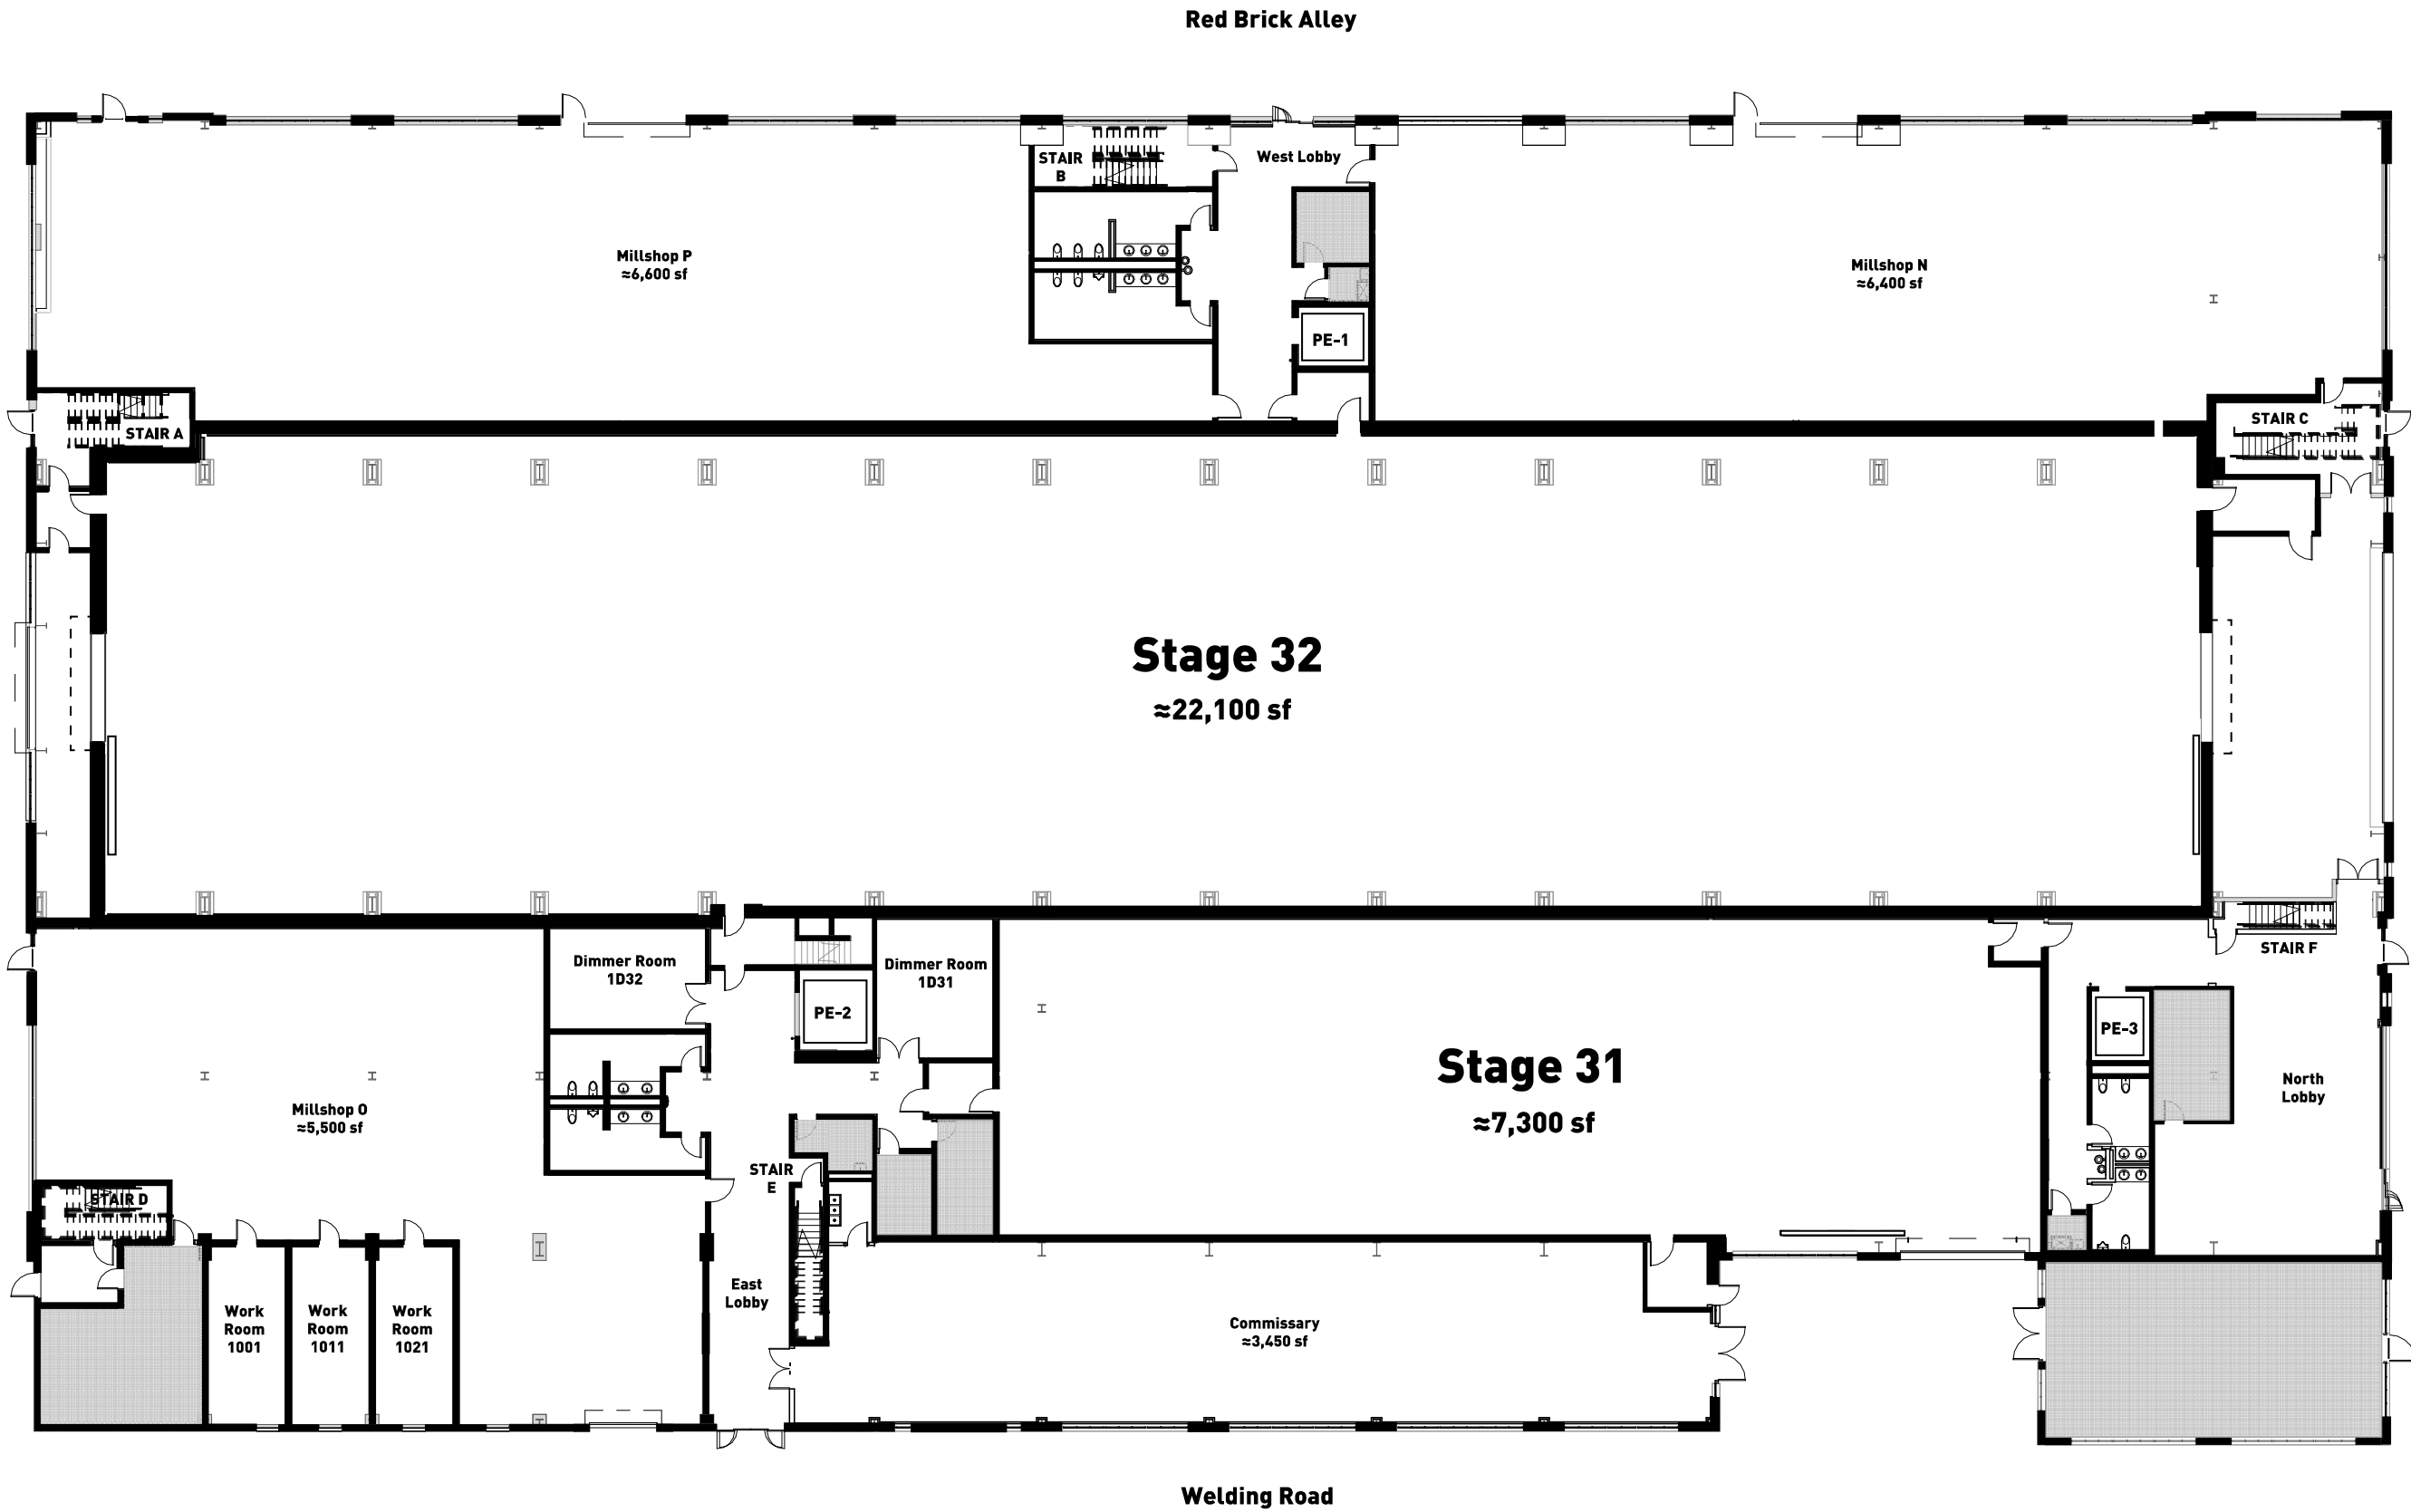 Red Brick Alley
STAIR
B
West Lobby
Millshop P
≈6,600 sf
Millshop N
≈6,400 sf
PE-1
STAIR A
STAIR C
Stage 32
≈22,100 sf
STAIR F
Dimmer Room
1D32
Dimmer Room
1D31
PE-2
PE-3
Stage 31
≈7,300 sf
North
Lobby
Millshop O
≈5,500 sf
STAIR
E
STAIR D
East
Lobby
Work
Room
1001
Work
Room
1011
Work
Room
1021
Commissary
≈3,450 sf
Welding Road